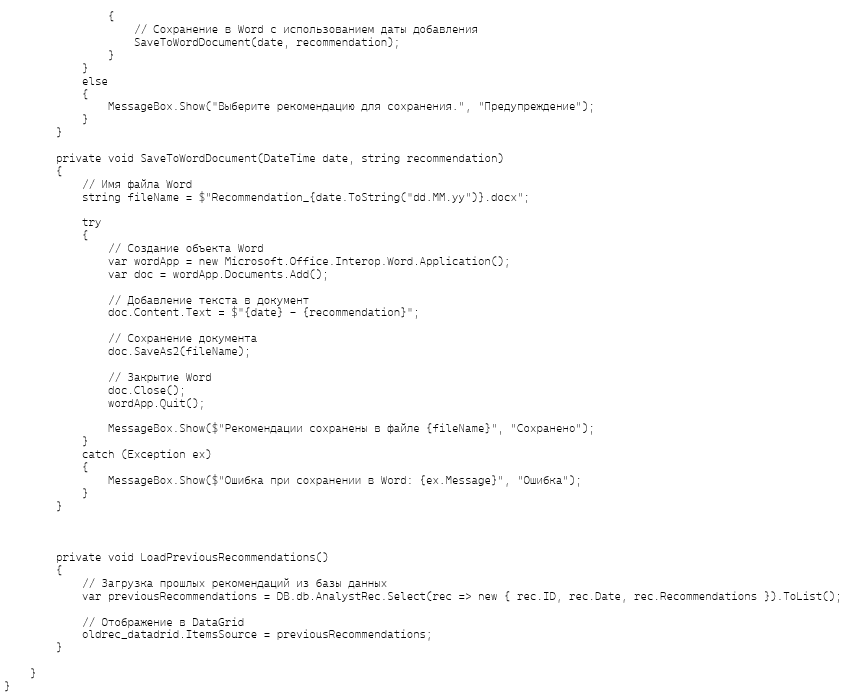 {
// Сохранение в Word с использованием даты добавления
SaveToWordDocument(date, recommendation);
}
}
else
{
MessageBox.Show("Выберите рекомендацию для сохранения.", "Предупреждение");
}
}
private void SaveToWordDocument(DateTime date, string recommendation)
{
// Имя файла Word
string fileName = $"Recommendation_{date.ToString("dd.MM.yy")}.docx";
try
{
// Создание объекта Word
var wordApp = new Microsoft.Office.Interop.Word.Application();
var doc = wordApp.Documents.Add();
// Добавление текста в документ
doc.Content.Text = $"{date} - {recommendation}";
// Сохранение документа
doc.SaveAs2(fileName);
// Закрытие Word
doc.Close();
wordApp.Quit();
MessageBox.Show($"Рекомендации сохранены в файле {fileName}", "Сохранено");
}
catch (Exception ex)
{
MessageBox.Show($"Ошибка при сохранении в Word: {ex.Message}", "Ошибка");
}
}
private void LoadPreviousRecommendations()
{
// Загрузка прошлых рекомендаций из базы данных
var previousRecommendations = DB.db.AnalystRec.Select(rec => new { rec.ID, rec.Date, rec.Recommendations }).ToList();
// Отображение в DataGrid
oldrec_datadrid.ItemsSource = previousRecommendations;
}
}
}